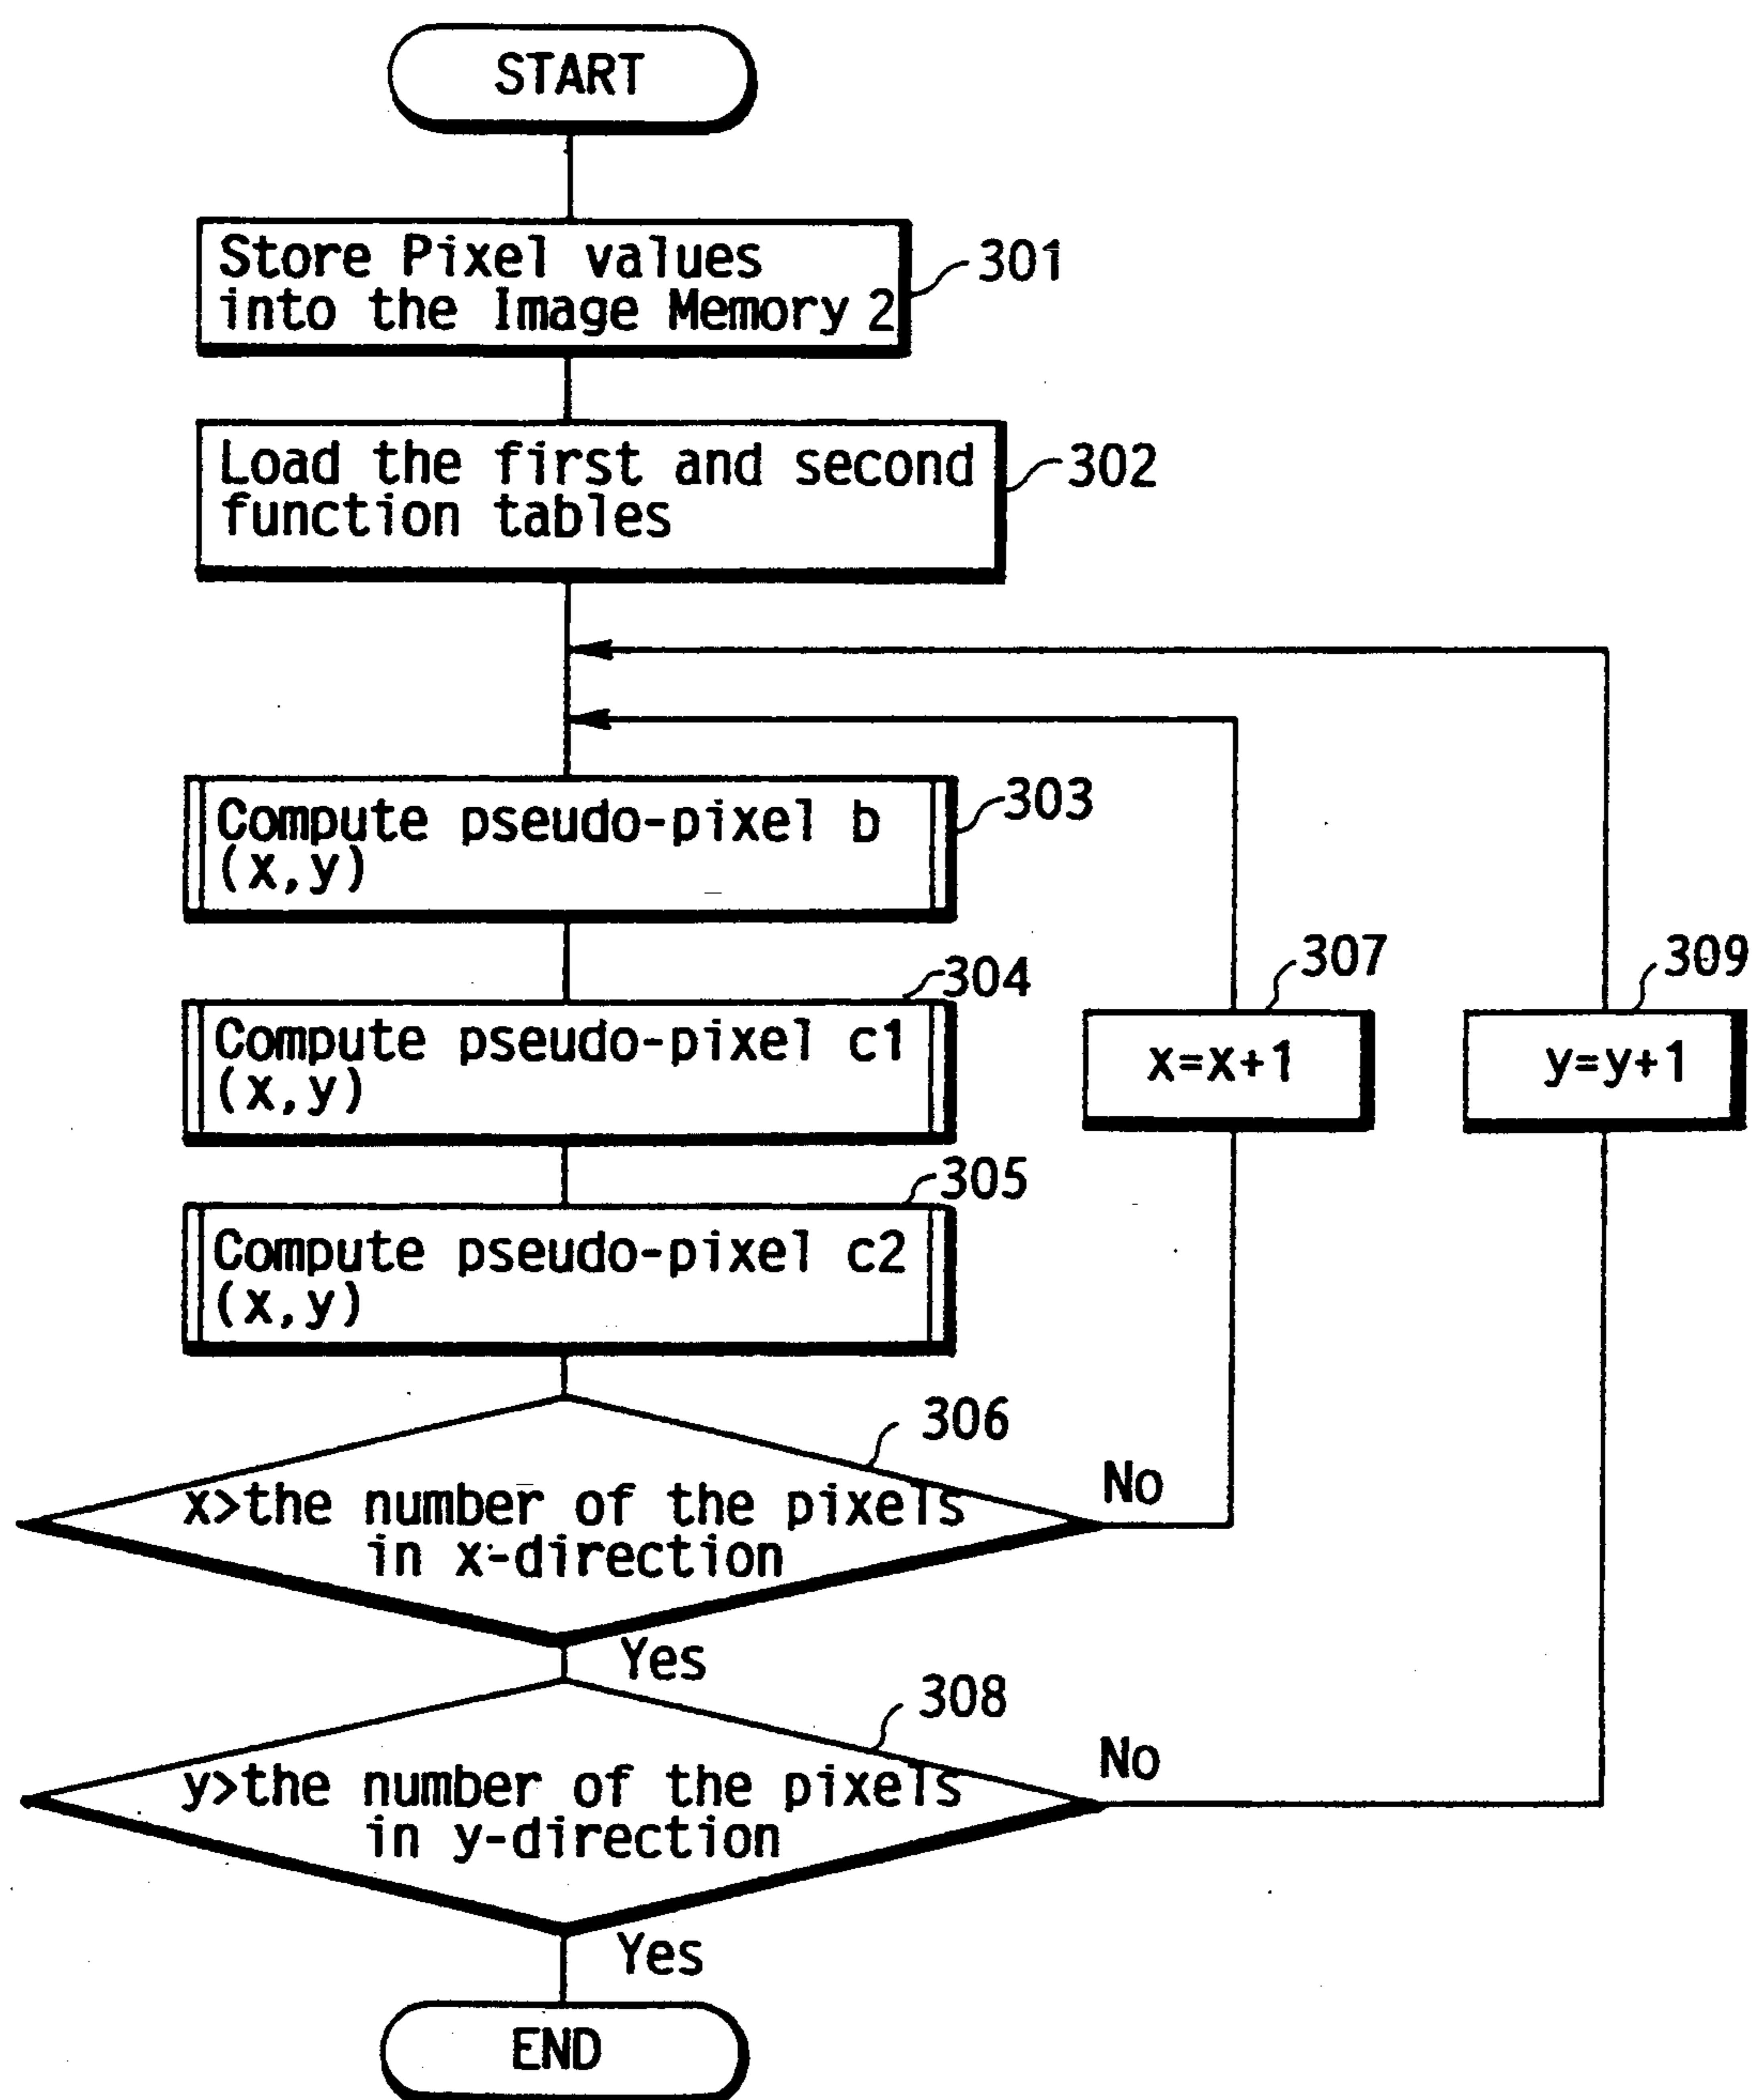 START
Store Pixel values
into the Image Memory 2
301
Load the first and second
function tables
302
Compute pseudo-pixel b
(x,y)
303
Compute pseudo-pixel c1
(x,y)
304
307
x=x+1
309
y=y+1
Compute pseudo-pixel c2
(x,y)
305
306
x>the number of the pixels
in x-direction
No
Yes
308
y>the number of the pixels
in y-direction
No
Yes
END